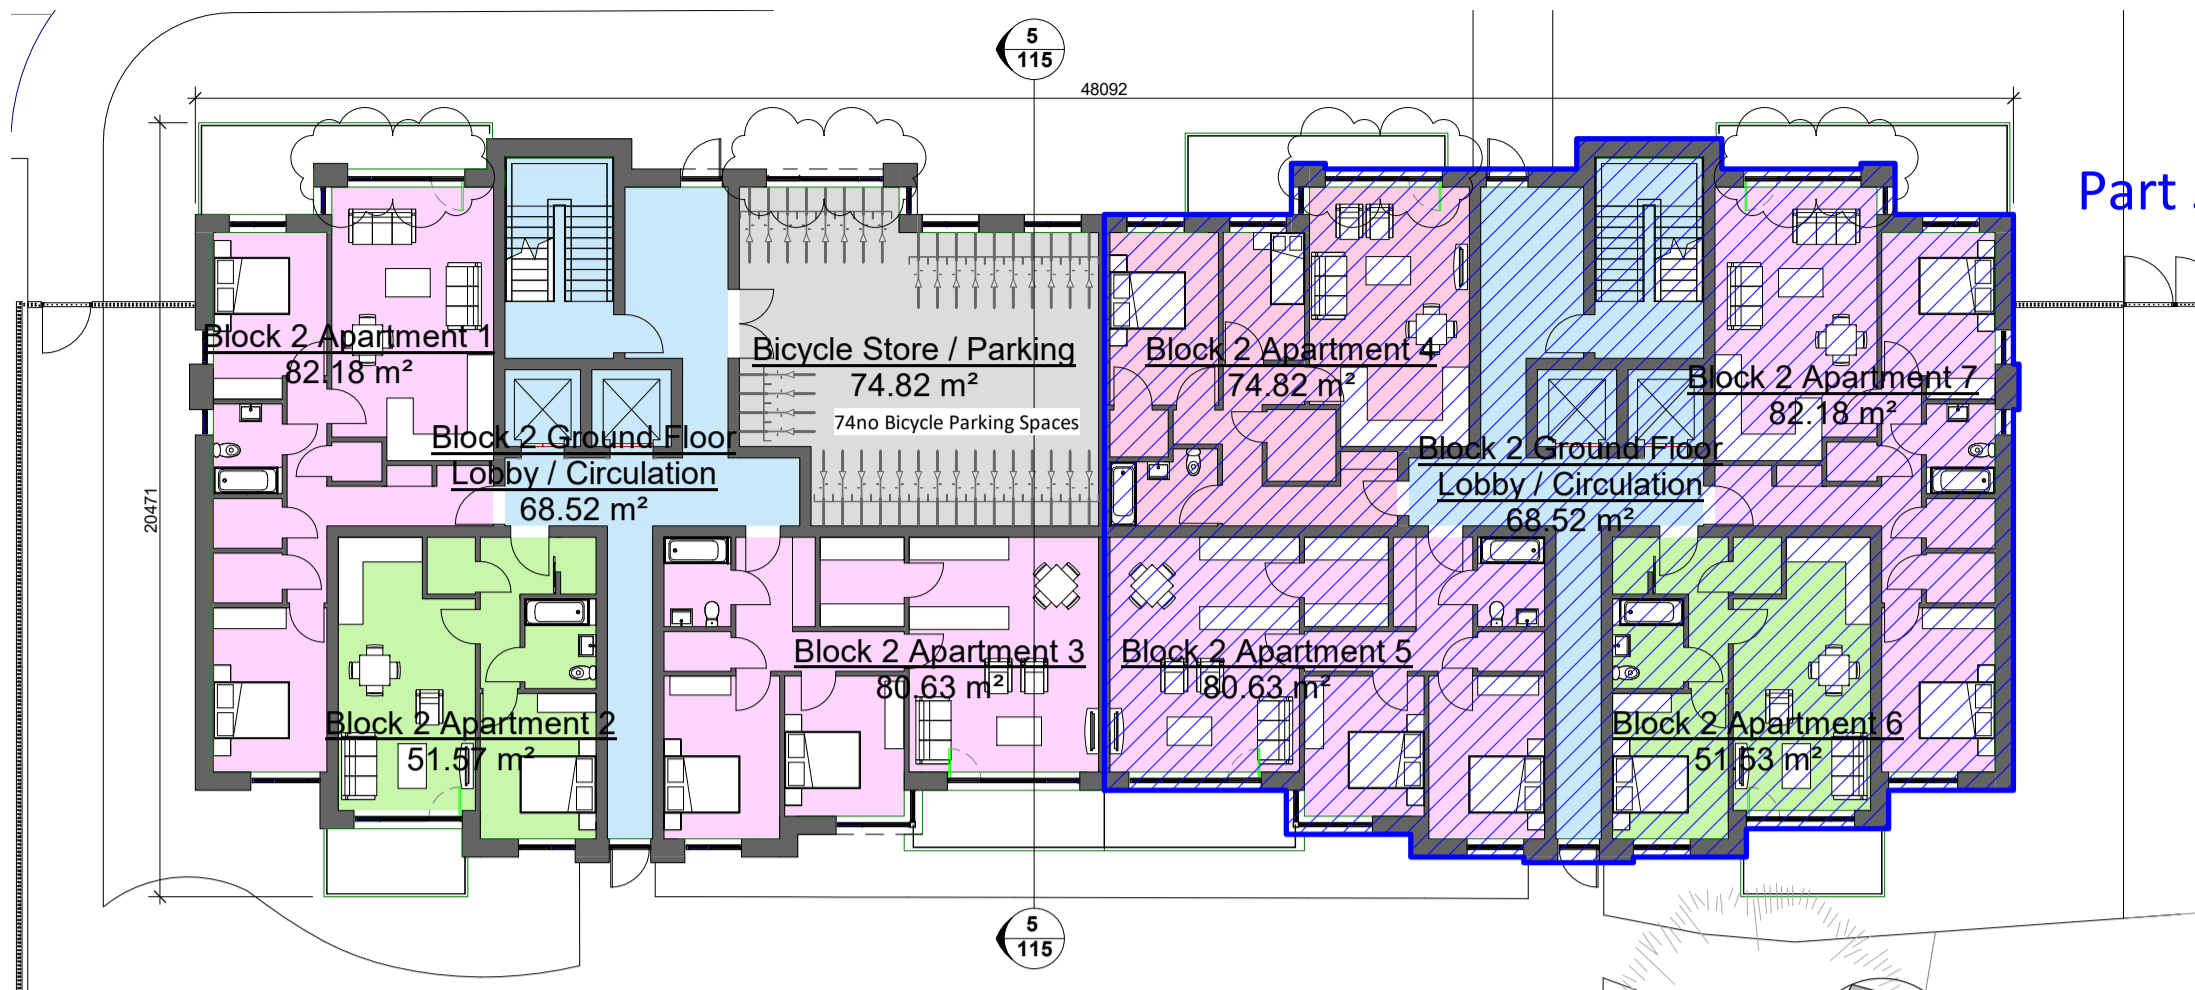 5
115
48092
Part
20471
Block 2 Apartment 1
82.18 m²
Bicycle Store / Parking
74.82 m²
74no Bicycle Parking Spaces
Block 2 Apartment 4
74.82 m²
Block 2 Apartment 7
82.18 m²
Block 2 Ground Floor
Lobby / Circulation
68.52 m²
Block 2 Ground Floor
Lobby / Circulation
68.52 m²
Block 2 Apartment 3
80.63 m²
Block 2 Apartment 5
80.63 m²
Block 2 Apartment 2
51.57 m²
Block 2 Apartment 6
51.53 m²
5
115